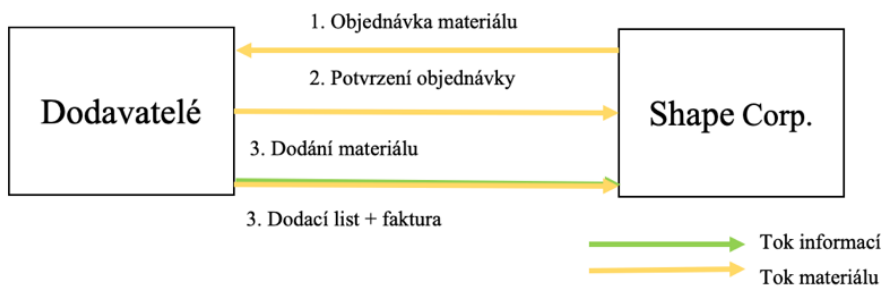 1. Objednávka materiálu
2. Potvrzení objednávky
Dodavatelé
Shape Corp.
3. Dodání materiálu
3. Dodací list + faktura
Tok informací
Tok materiálu